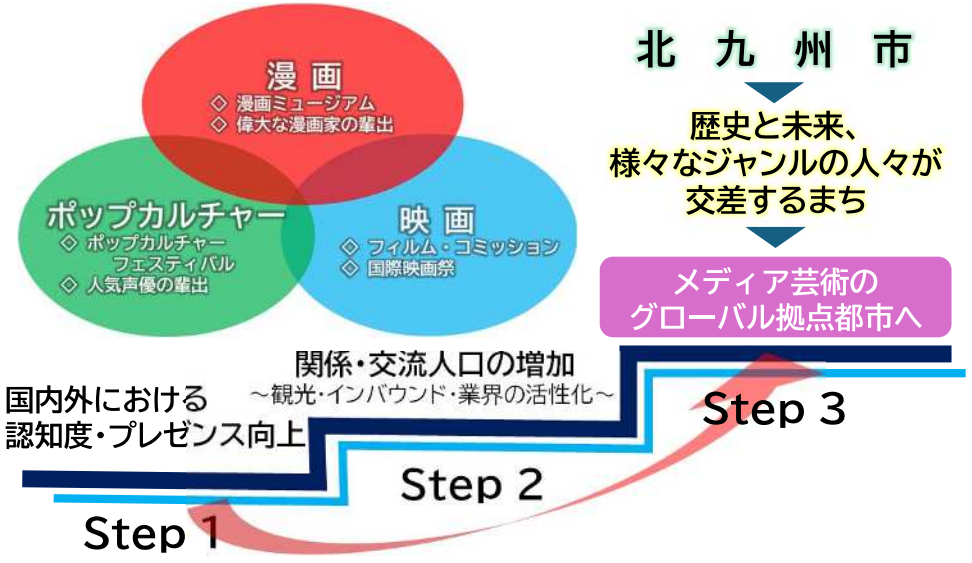 漫画
◇ 漫画ミュージアム
◇ 偉大な漫画家の輩出
ポップカルチャー
◇ ポップカルチャー
フェスティバル
◇ 人気声優の輩出
映画
◇ フィルム・コミッション
◇ 国際映画祭
北九州市
歴史と未来、
様々なジャンルの人々が
交差するまち
メディア芸術の
グローバル拠点都市へ
国内外における
認知度・プレゼンス向上
Step 1
関係・交流人口の増加
～観光・インバウンド・業界の活性化～
Step 2
Step 3